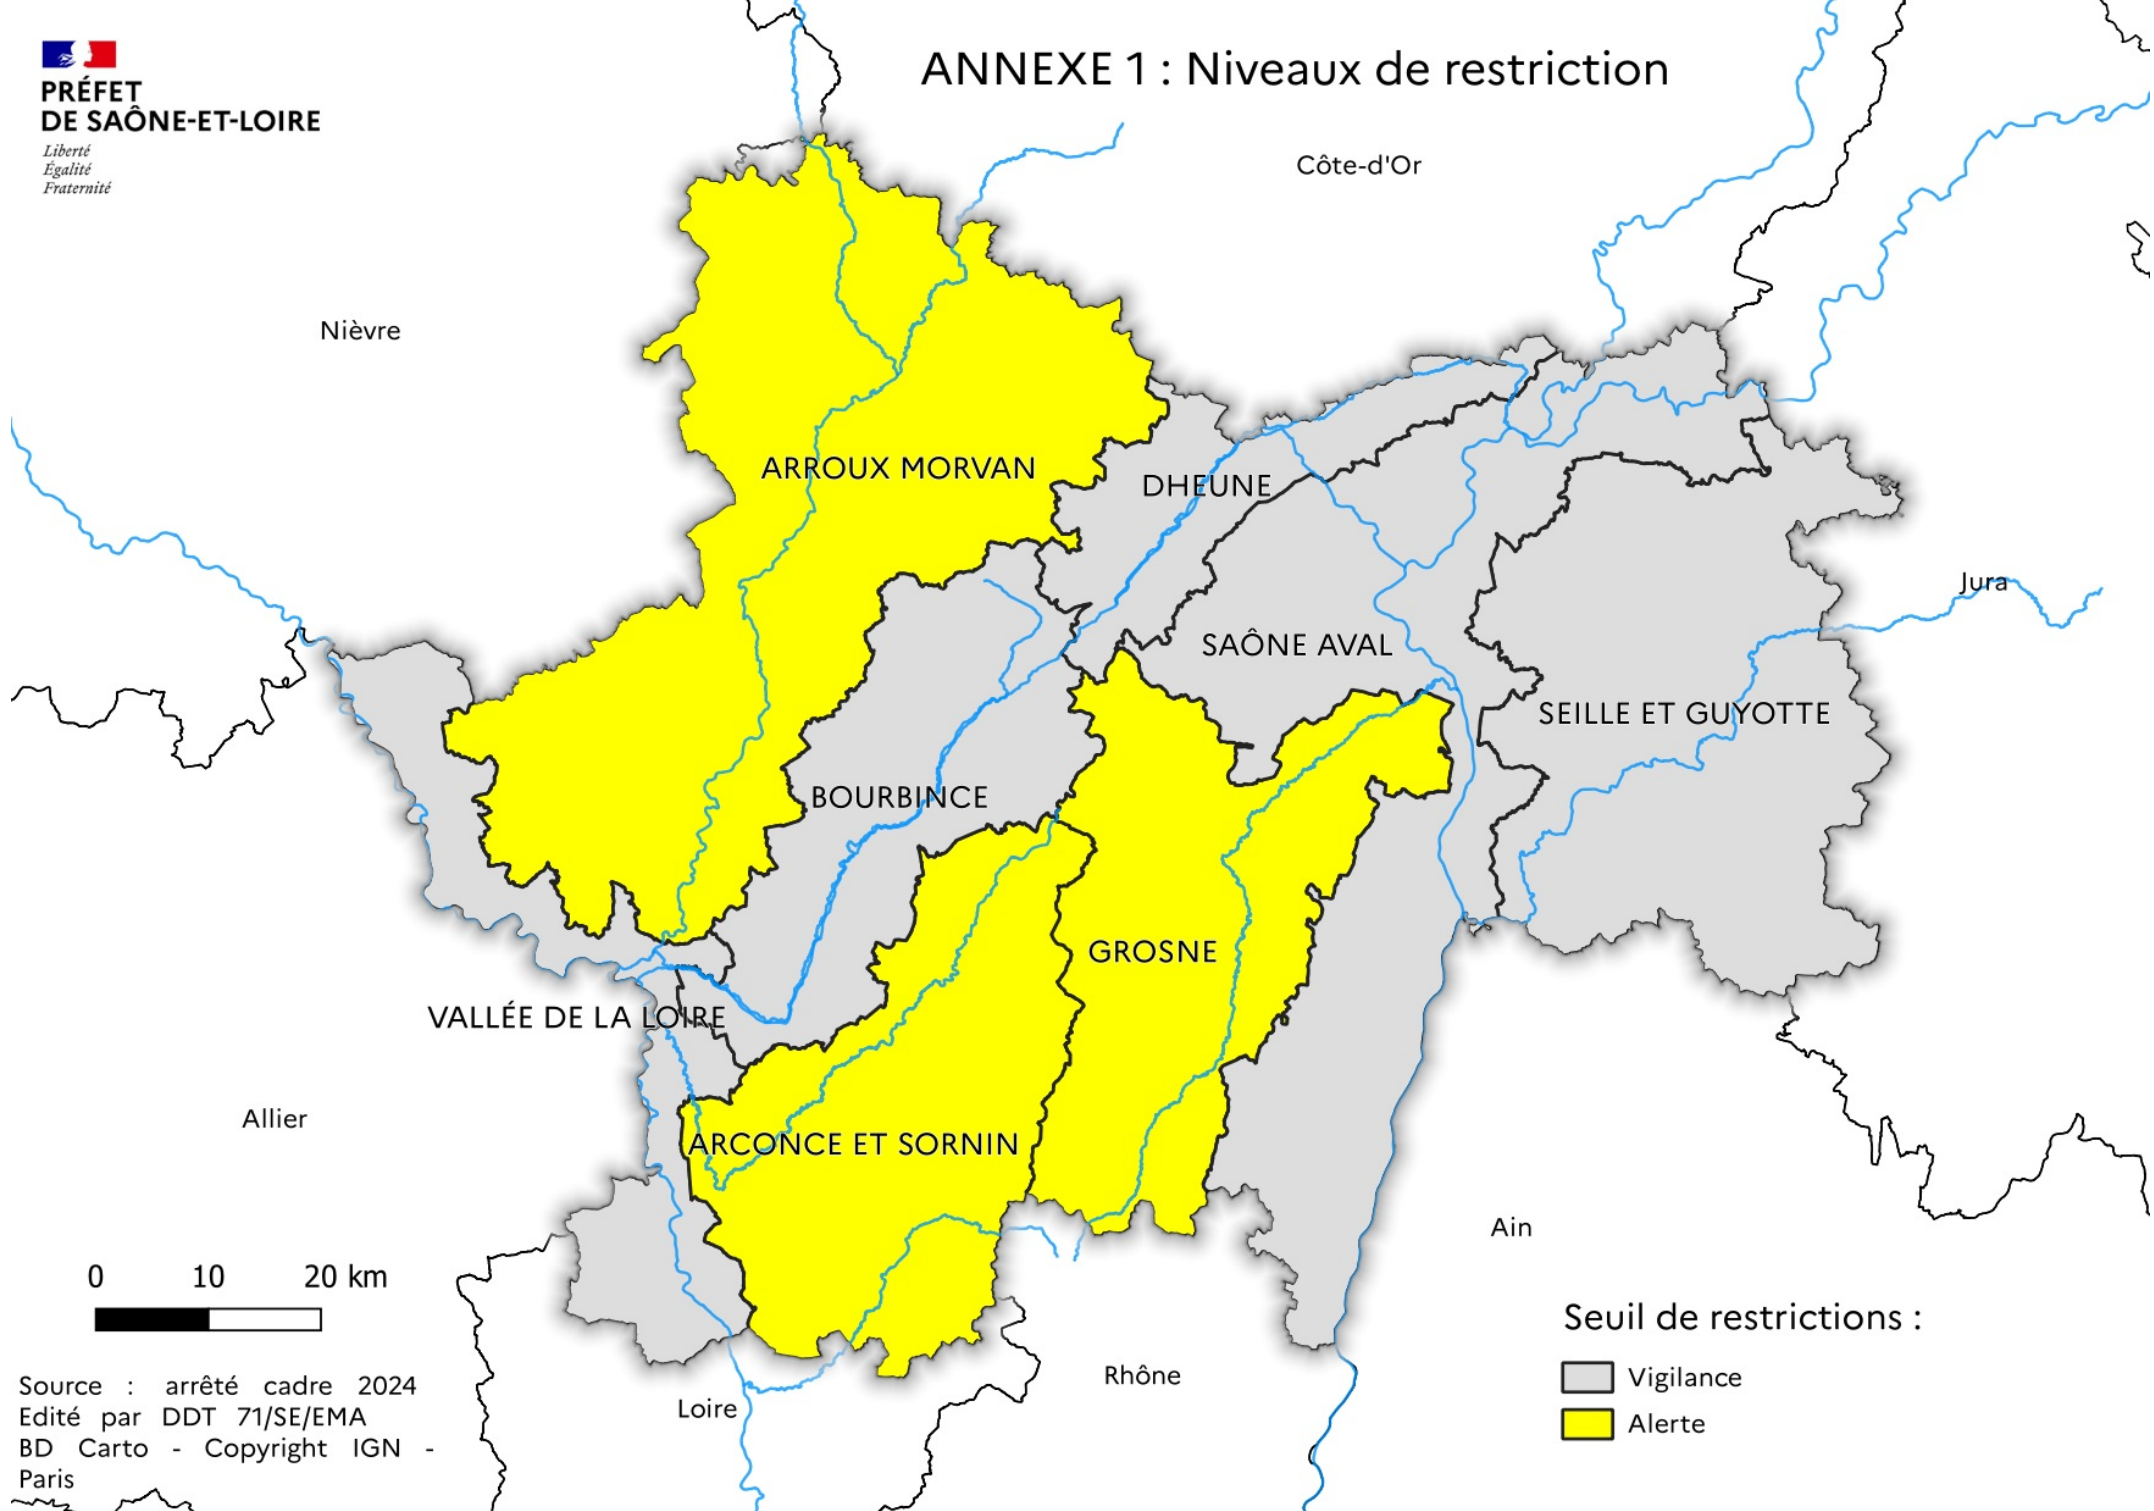 PRÉFET
DE SAÔNE-ET-LOIRE
Liberté
Égalité
Fraternité
ANNEXE 1 : Niveaux de restriction
Côte-d'Or
Nièvre
ARROUX MORVAN
DHEUNE
Jura
SAÔNE AVAL
SEILLE ET GUYOTTE
BOURBINCE
GROSNE
VALLÉE DE LA LOIRE
Allier
ARCONCE ET SORNIN
Ain
0 10 20 km
Seuil de restrictions :
Vigilance
Alerte
Rhône
Loire
Source : arrêté cadre 2024
Edité par DDT 71/SE/EMA
BD Carto - Copyright IGN -
Paris